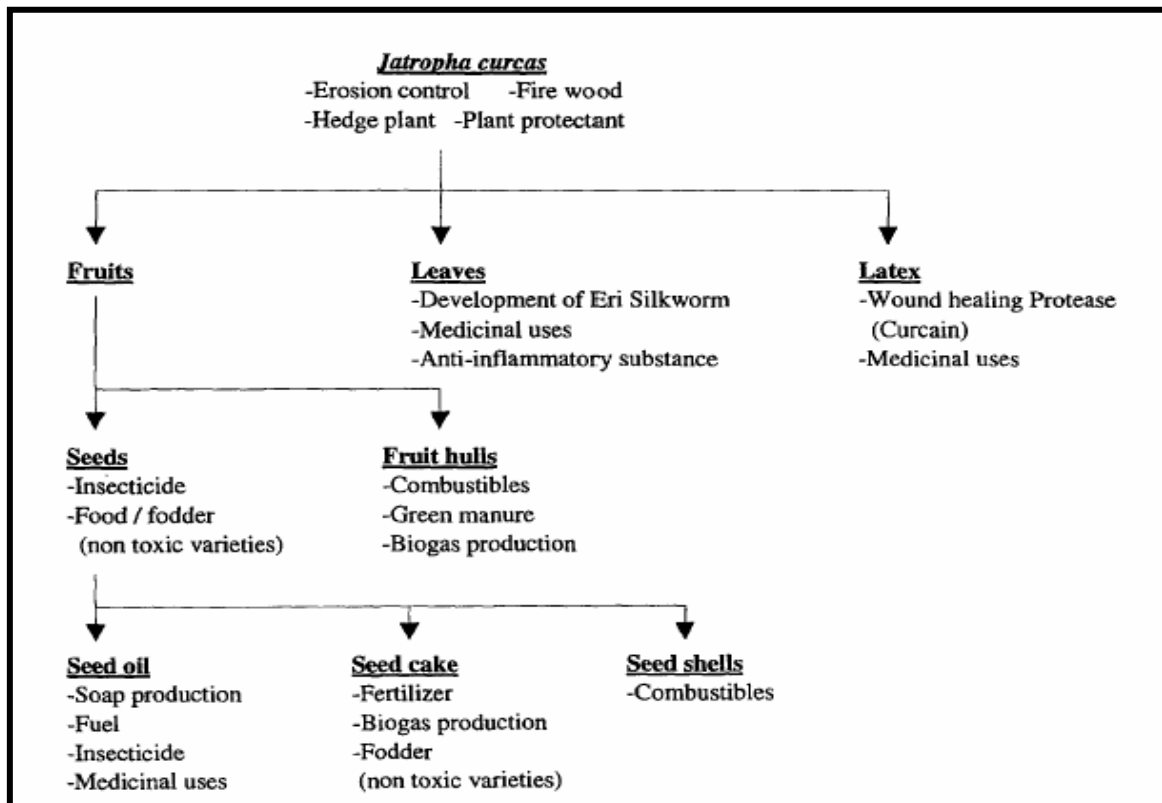 Jatropha curcas
-Erosion control -Fire wood
-Hedge plant -Plant protectant
Fruits
Leaves
-Development of Eri Silkworm
-Medicinal uses
-Anti-inflammatory substance
Latex
-Wound healing Protease
(Curcain)
-Medicinal uses
Seeds
-Insecticide
-Food / fodder
(non toxic varieties)
Fruit hulls
-Combustibles
-Green manure
-Biogas production
Seed oil
-Soap production
-Fuel
-Insecticide
-Medicinal uses
Seed cake
-Fertilizer
-Biogas production
-Fodder
(non toxic varieties)
Seed shells
-Combustibles